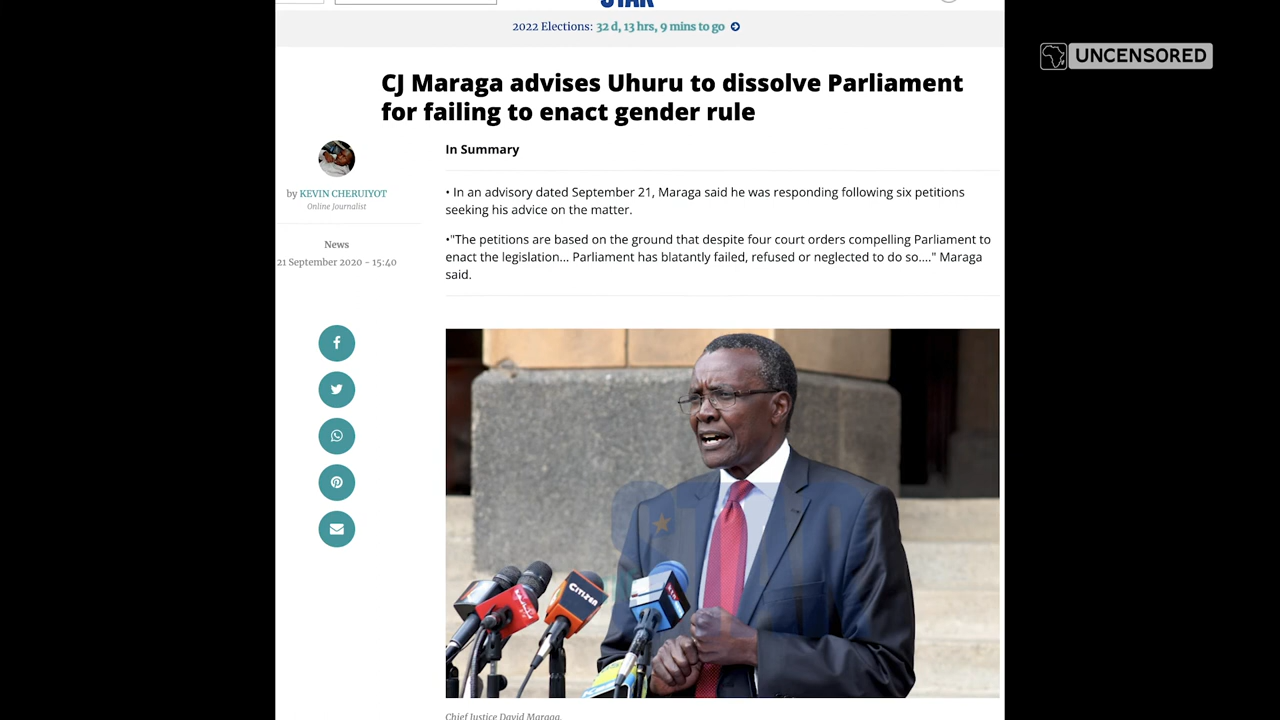 STAR
2022 Elections: 32 d, 13 hrs, 9 mins to go
UNCENSORED
CJ Maraga advises Uhuru to dissolve Parliament
for failing to enact gender rule
by KEVIN CHERUIYOT
Online Journalist
News
21 September 2020 - 15:40
In Summary
• In an advisory dated September 21, Maraga said he was responding following six petitions
seeking his advice on the matter.
•"The petitions are based on the ground that despite four court orders compelling Parliament to
enact the legislation... Parliament has blatantly failed, refused or neglected to do so...." Maraga
said.
STAR
CITIZEN
KTN
Chief Justice David Maraga.